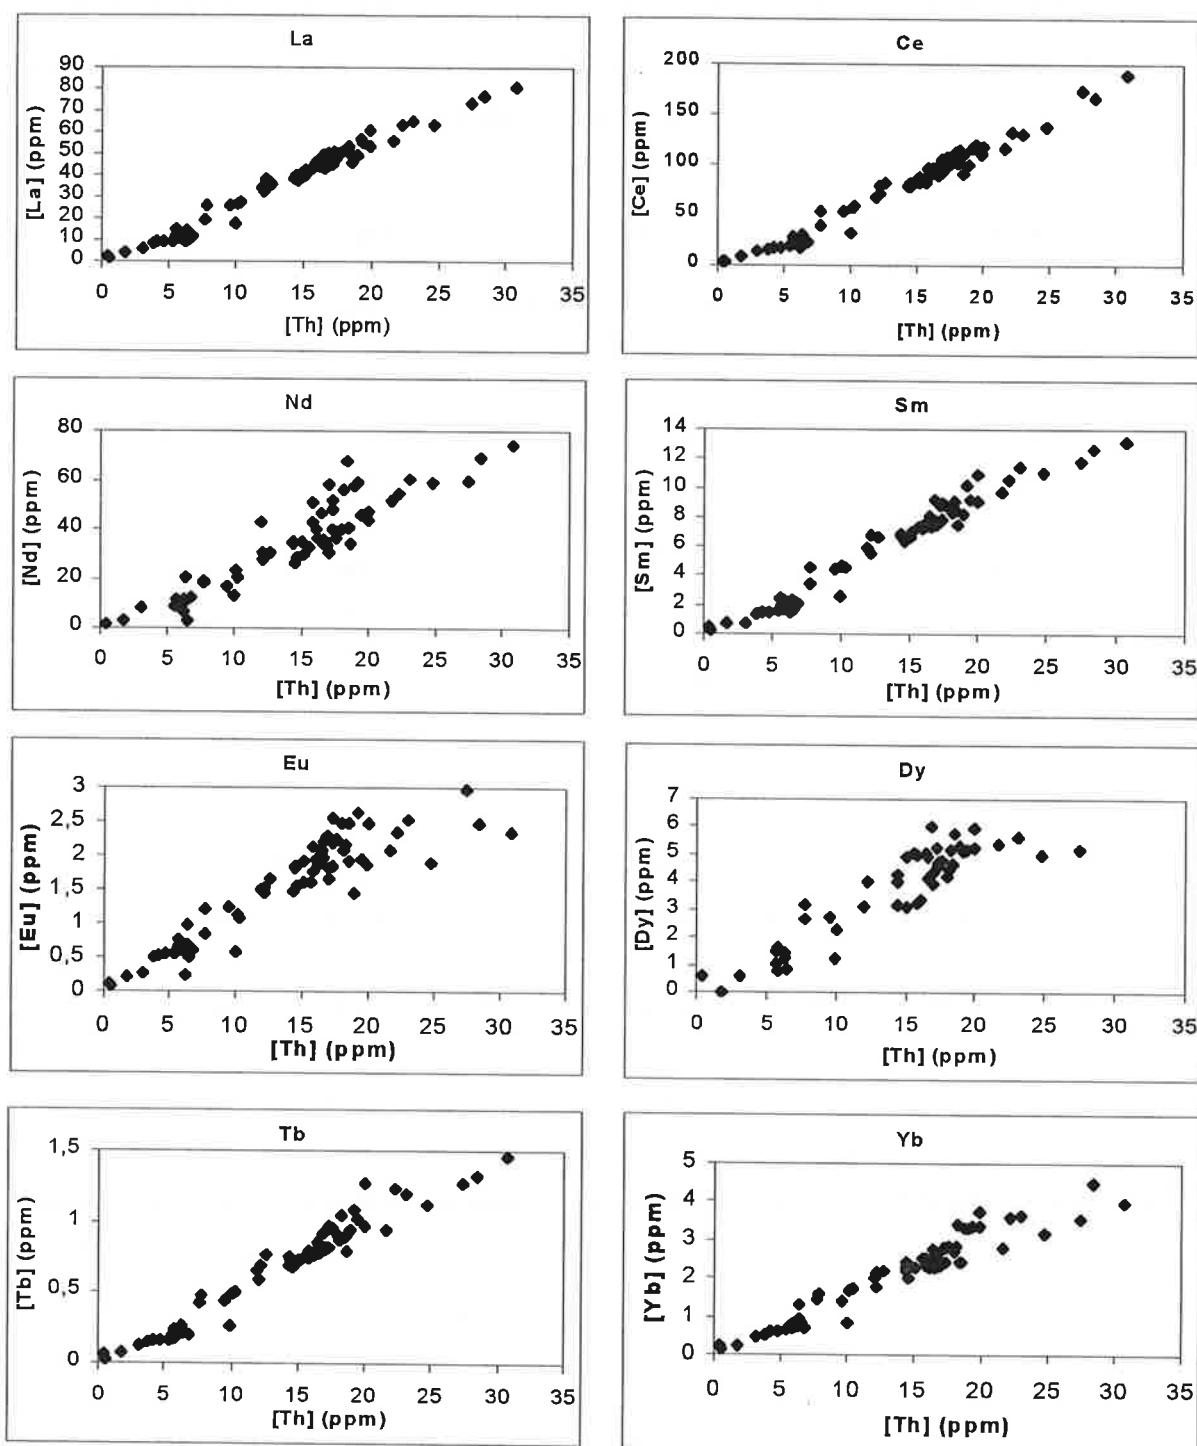 La
90
80
70
60
50
40
30
20
10
0
[La] (ppm)
0 5 10 15 20 25 30 35
[Th] (ppm)
Ce
200
150
100
50
0
[Ce] (ppm)
0 5 10 15 20 25 30 35
[Th] (ppm)
Nd
80
60
40
20
0
[Nd] (ppm)
0 5 10 15 20 25 30 35
[Th] (ppm)
Sm
14
12
10
8
6
4
2
0
[Sm] (ppm)
0 5 10 15 20 25 30 35
[Th] (ppm)
Eu
3
2,5
2
1,5
1
0,5
0
[Eu] (ppm)
0 5 10 15 20 25 30 35
[Th] (ppm)
Dy
7
6
5
4
3
2
1
0
[Dy] (ppm)
0 5 10 15 20 25 30 35
[Th] (ppm)
Tb
1,5
1
0,5
0
[Tb] (ppm)
0 5 10 15 20 25 30 35
[Th] (ppm)
Yb
5
4
3
2
1
0
[Yb] (ppm)
0 5 10 15 20 25 30 35
[Th] (ppm)